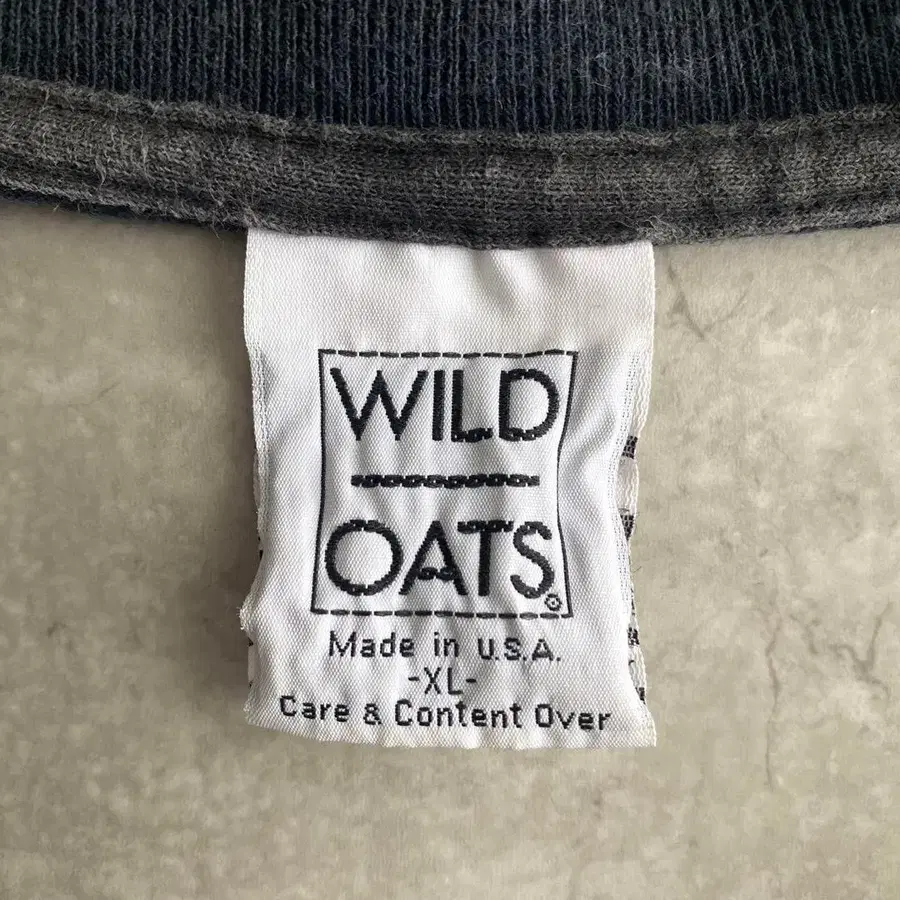 WILD
OATS®
Made in U.S.A.
-XL-
Care & Content Over